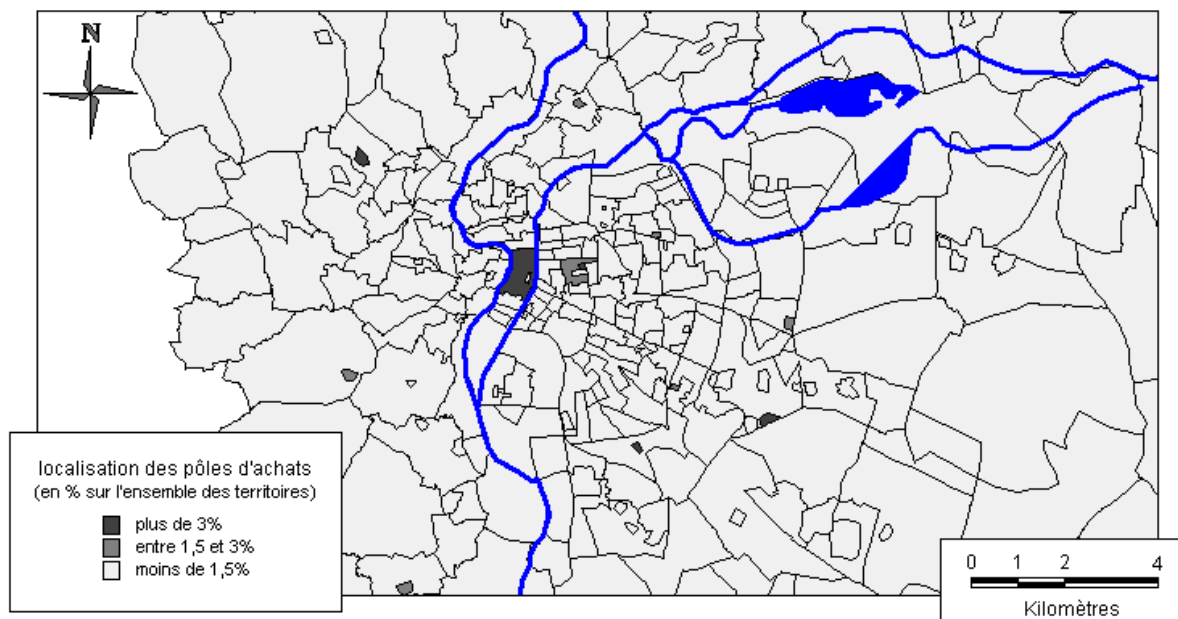 N
localisation des pôles d'achats
(en % sur l'ensemble des territoires)
plus de 3%
entre 1,5 et 3%
moins de 1,5%
0 1 2 4
Kilomètres